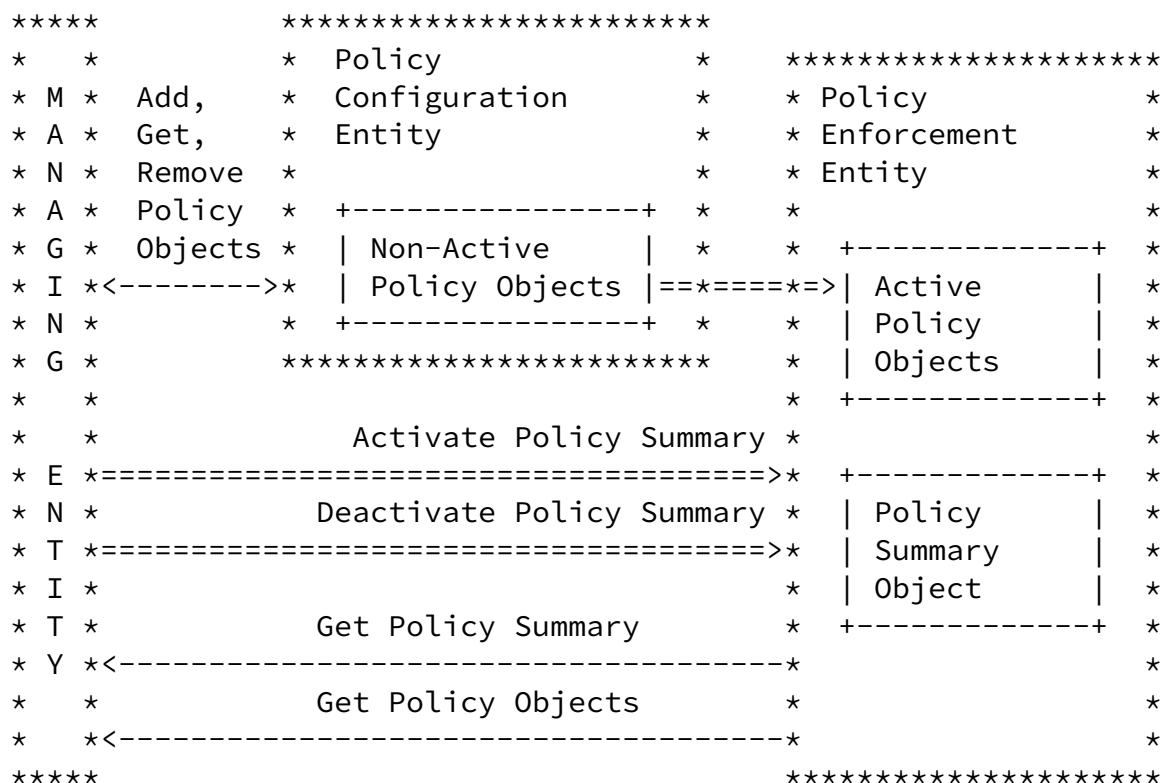 *****          ************************
*   *          *  Policy              *    *********************
* M *  Add,    *  Configuration       *    * Policy            *
* A *  Get,    *  Entity              *    * Enforcement       *
* N *  Remove  *                      *    * Entity            *
* A *  Policy  *  +----------------+  *    *                   *
* G *  Objects *  | Non-Active     |  *    *  +-------------+  *
* I *<-------->*  | Policy Objects |==*====*=>| Active      |  *
* N *          *  +----------------+  *    *  | Policy      |  *
* G *          ************************    *  | Objects     |  *
*   *                                      *  +-------------+  *
*   *              Activate Policy Summary *                   *
* E *=====================================>*  +-------------+  *
* N *            Deactivate Policy Summary *  | Policy      |  *
* T *=====================================>*  | Summary     |  *
* I *                                      *  | Object      |  *
* T *            Get Policy Summary        *  +-------------+  *
* Y *<-------------------------------------*                   *
*   *            Get Policy Objects        *                   *
*   *<-------------------------------------*                   *
*****                                      *********************